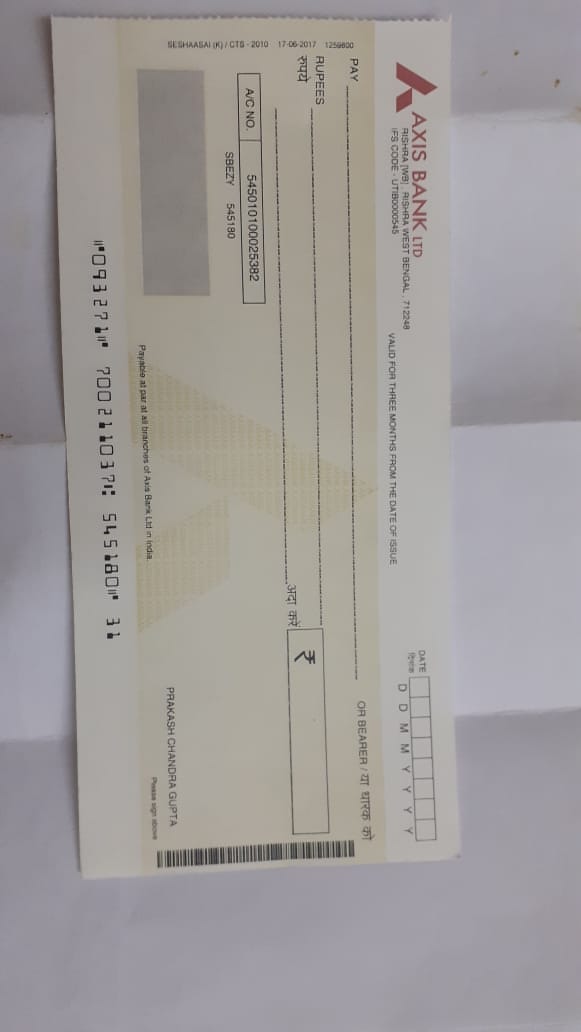 SESHAASAI (K) / CTS - 2010 17-06-2017 1259600
AXIS BANK LTD
RISHRA [WB], RISHRA WEST BENGAL, 712248
IFS CODE - UTIB0000545
VALID FOR THREE MONTHS FROM THE DATE OF ISSUE
DATE
दिनांक
D D M M Y Y Y Y
PAY
OR BEARER / या धारक को
RUPEES
रुपये
अदा करें
₹
A/C NO. 545010100025382
SBEZY 545180
PRAKASH CHANDRA GUPTA
Please sign above
Payable at par at all branches of Axis Bank Ltd in India
⑈093271⑈ 700211037⑆ 545180⑈ 31